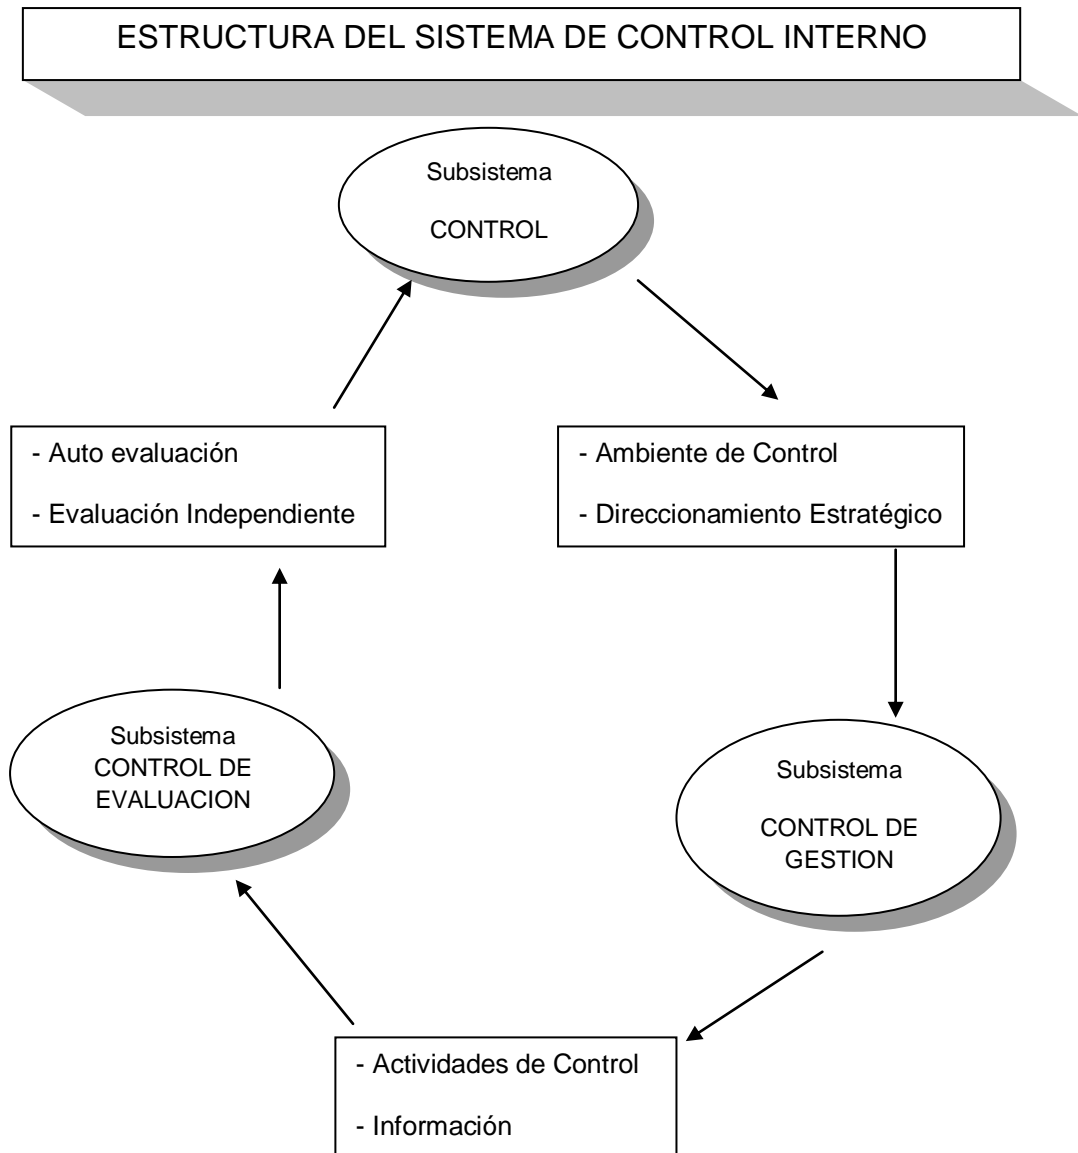 ESTRUCTURA DEL SISTEMA DE CONTROL INTERNO
Subsistema
CONTROL
- Auto evaluación
- Evaluación Independiente
- Ambiente de Control
- Direccionamiento Estratégico
Subsistema
CONTROL DE
EVALUACION
Subsistema
CONTROL DE
GESTION
- Actividades de Control
- Información